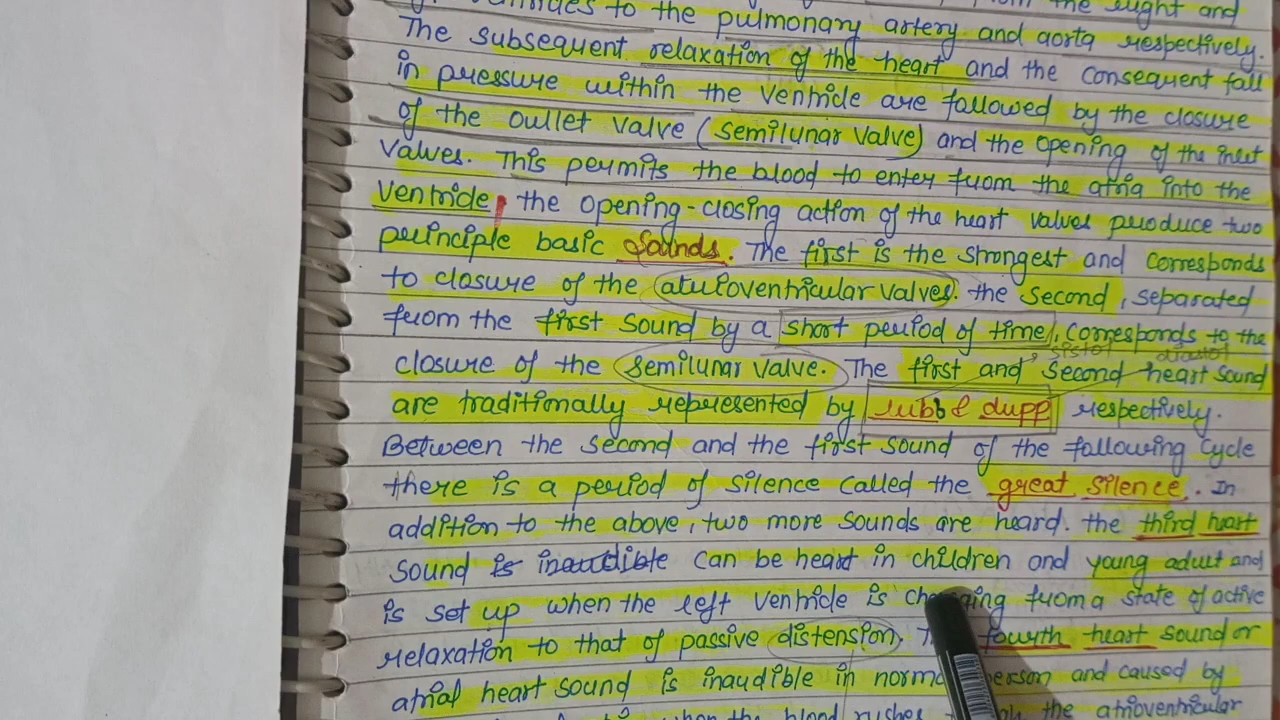 to the pulmonary artery and aorta respectively.
The subsequent relaxation of the heart and the consequent fall
in pressure within the ventricle are followed by the closure
of the outlet valve (semilunar valve) and the opening of the inlet
valves. This permits the blood to enter from the atria into the
ventricle, the opening-closing action of the heart valves produce two
principle basic sounds. The first is the strongest and corresponds
to closure of the atrioventricular valves. the second, separated
from the first sound by a short period of time, corresponds to the
closure of the semilunar valve. The first and second heart sound
are traditionally represented by lubb & dupp respectively.
Between the second and the first sound of the following cycle
there is a period of silence called the great silence. In
addition to the above, two more sounds are heard. the third heart
sound is inaudible can be heart in children and young adult and
is set up when the left ventricle is changing from a state of active
relaxation to that of passive distension. fourth heart sound or
atrial heart sound is inaudible in person and caused by
when the blood rushes the atrioventricular